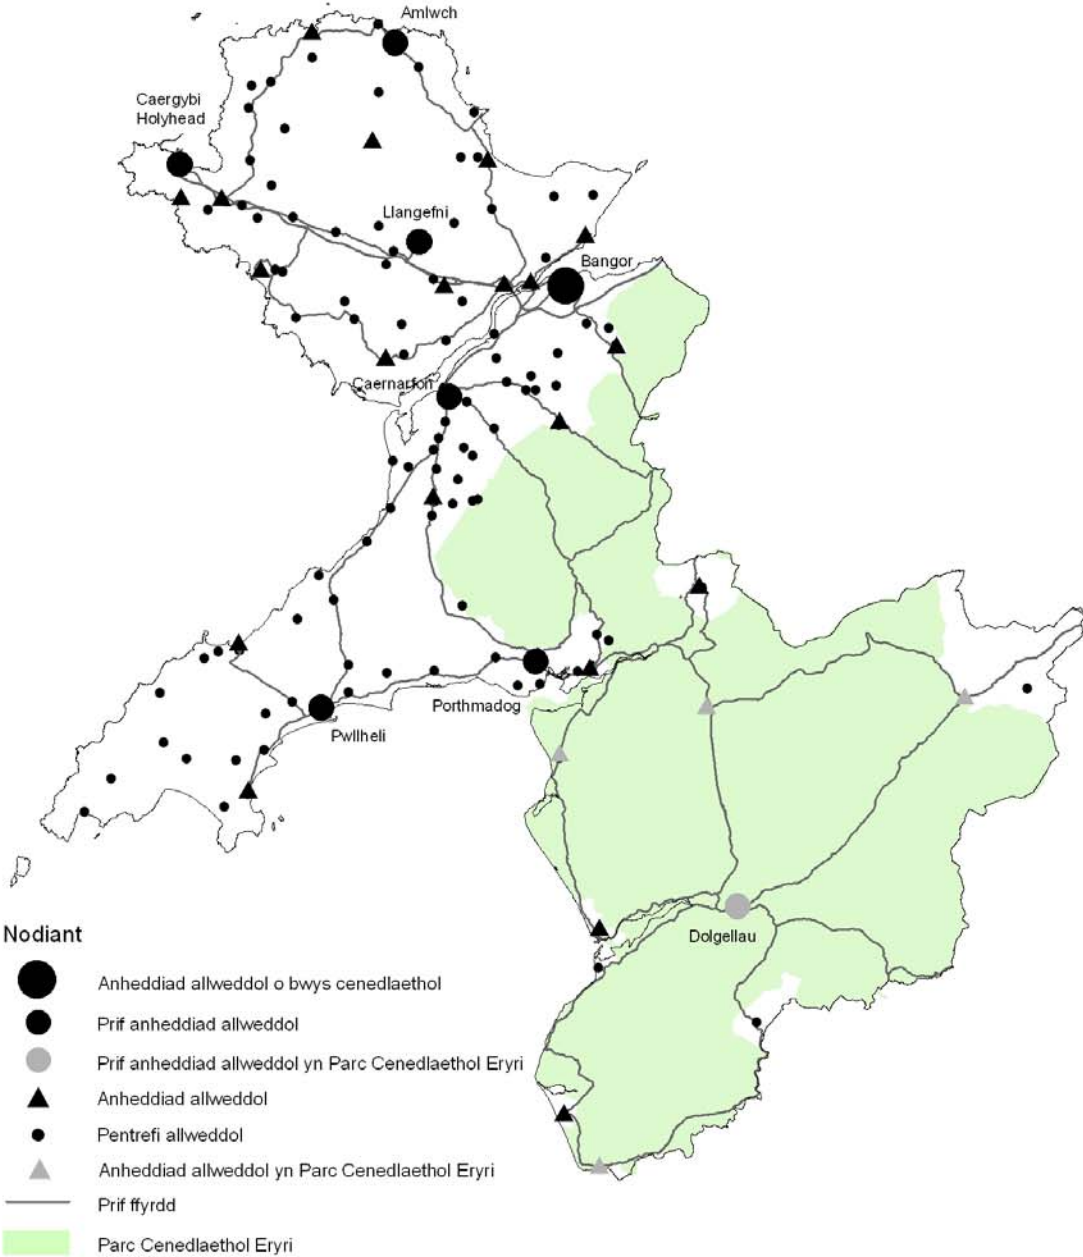 Amlwch
Caergybi
Holyhead
Llangefni
Bangor
Caernarfon
Porthmadog
Pwllheli
Dolgellau
Nodiant
Anheddiad allweddol o bwys cenedlaethol
Prif anheddiad allweddol
Prif anheddiad allweddol yn Parc Cenedlaethol Eryri
Anheddiad allweddol
Pentrefi allweddol
Anheddiad allweddol yn Parc Cenedlaethol Eryri
Prif ffyrdd
Parc Cenedlaethol Eryri